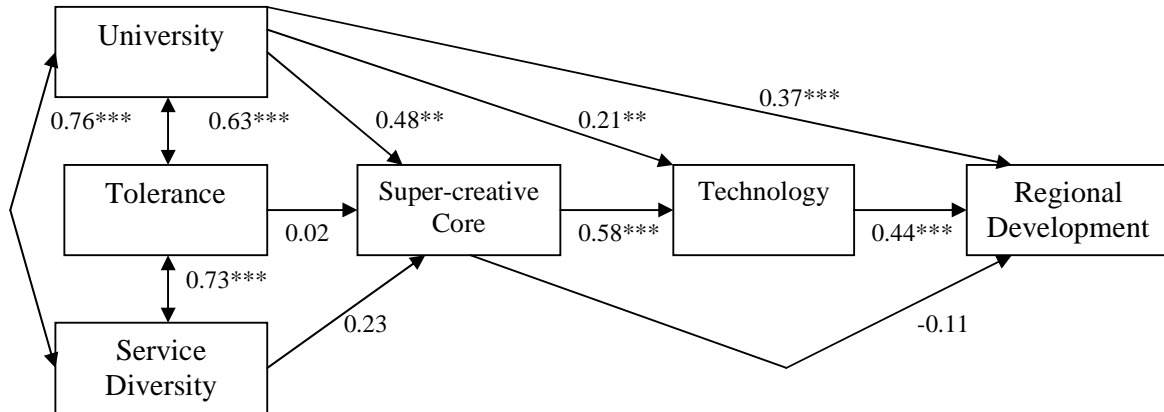 University
0.37***
0.76***
0.63***
0.48**
0.21**
Tolerance
Super-creative
Core
Technology
Regional
Development
0.02
0.58***
0.44***
0.73***
0.23
-0.11
Service
Diversity